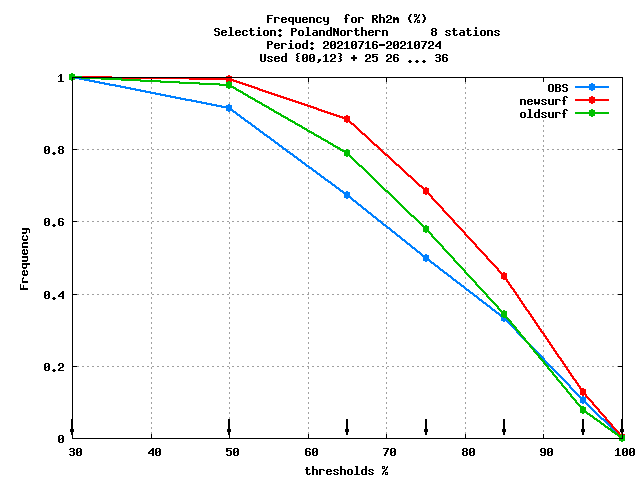 Frequency  for Rh2m (%)
Selection: PolandNorthern      8 stations
Period: 20210716-20210724
Used {00,12} + 25 26 ... 36
OBS
newsurf
oldsurf
1
0.8
0.6
0.4
0.2
0
Frequency
30 40 50 60 70 80 90 100
thresholds %